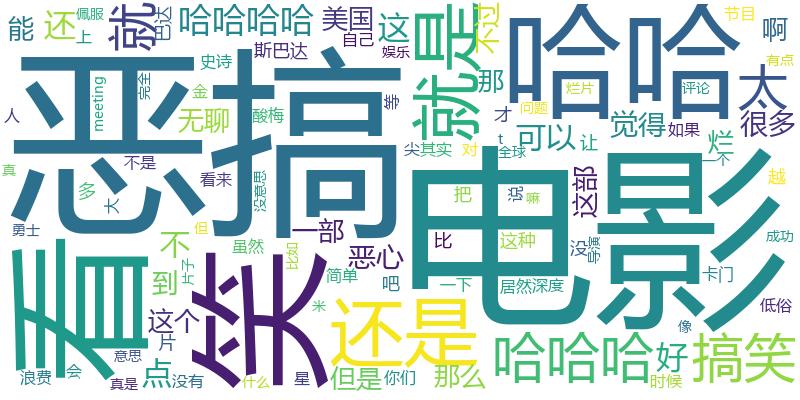 能 还 佩服 上 就 巴达 哈哈哈哈 美国 这 就是 不过 哈哈 节目 啊
斯巴达 自己 娱乐 史诗 那 太 有点
人 恶搞 meeting 完全 金 无聊 酸梅 等 才 烂片 问题 评论 很多
真 多 大 不是 看来 没意思 尖 其实 t 全球 对 可以 觉得 让 如果 烂 一个
勇士 但 一部 恶心 比 电影 把 说 嘛 这部 越
看 不 到 片子 虽然 笑 比如 简单 吧 这种 没 导演 成功
这个 片 米 一下 居然 深度 卡门 低俗
意思 点 还是 像
浪费 会 真是 没有 什么 星 但是 你们 那么 哈哈哈 好 时候 搞笑